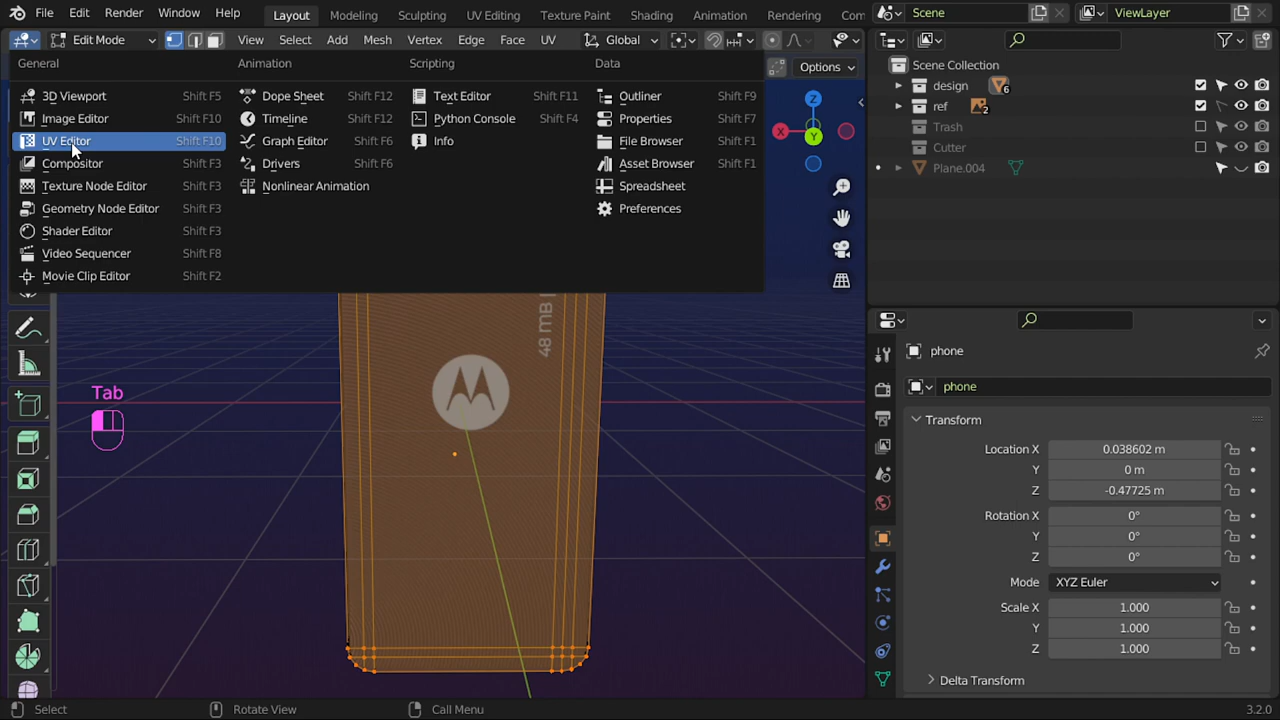 File Edit Render Window Help Layout Modeling Sculpting UV Editing Texture Paint Shading Animation Rendering Com Scene ViewLayer
Edit Mode View Select Add Mesh Vertex Edge Face UV Global
General Animation Scripting Data Options
3D Viewport Shift F5 Dope Sheet Shift F12 Text Editor Shift F11 Outliner Shift F9
Image Editor Shift F10 Timeline Shift F12 Python Console Shift F4 Properties Shift F7
UV Editor Shift F10 Graph Editor Shift F6 Info File Browser Shift F1
Compositor Shift F3 Drivers Shift F6 Asset Browser Shift F1
Texture Node Editor Shift F3 Nonlinear Animation Spreadsheet
Geometry Node Editor Shift F3 Preferences
Shader Editor Shift F3
Video Sequencer Shift F8
Movie Clip Editor Shift F2
Z
X
Y
48 MB
Tab
Scene Collection
design 6
ref 2
Trash
Cutter
Plane.004
phone
phone
Transform
Location X 0.038602 m
Y 0 m
Z -0.47725 m
Rotation X 0°
Y 0°
Z 0°
Mode XYZ Euler
Scale X 1.000
Y 1.000
Z 1.000
Delta Transform
Select Rotate View Call Menu 3.2.0